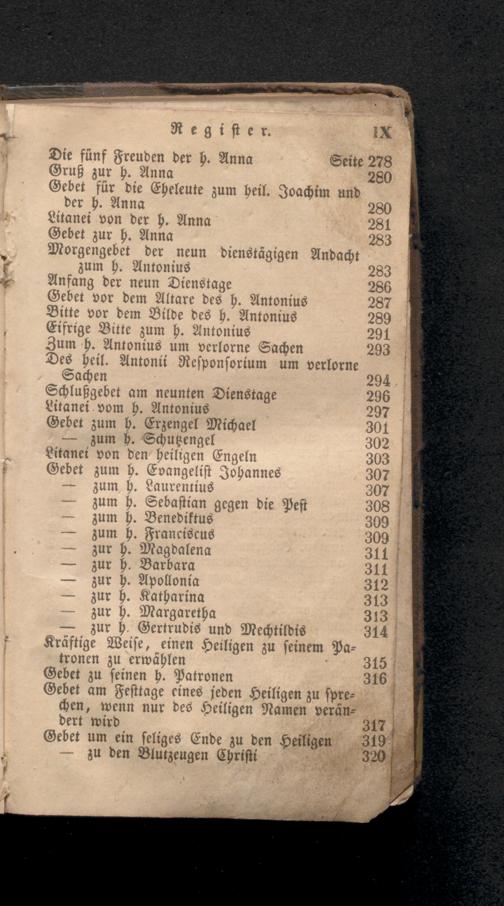 Register. IX
Die fünf Freuden der h. Anna Seite 278
Gruß zur h. Anna 280
Gebet für die Eheleute zum heil. Joachim und
der h. Anna 280
Litanei von der h. Anna 281
Gebet zur h. Anna 283
Morgengebet der neun dienstägigen Andacht
zum h. Antonius 283
Anfang der neun Dienstage 286
Gebet vor dem Altare des h. Antonius 287
Bitte vor dem Bilde des h. Antonius 289
Eifrige Bitte zum h. Antonius 291
Zum h. Antonius um verlorne Sachen 293
Des heil. Antonii Responsorium um verlorne
Sachen 294
Schlußgebet am neunten Dienstage 296
Litanei vom h. Antonius 297
Gebet zum h. Erzengel Michael 301
— zum h. Schutzengel 302
Litanei von den heiligen Engeln 303
Gebet zum h. Evangelist Johannes 307
— zum h. Laurentius 307
— zum h. Sebastian gegen die Pest 308
— zum h. Benediktus 309
— zum h. Franciscus 309
— zur h. Magdalena 311
— zur h. Barbara 311
— zur h. Apollonia 312
— zur h. Katharina 313
— zur h. Margaretha 313
— zur h. Gertrudis und Mechtildis 314
Kräftige Weise, einen Heiligen zu seinem Pa-
tronen zu erwählen 315
Gebet zu seinen h. Patronen 316
Gebet am Festtage eines jeden Heiligen zu spre-
chen, wenn nur des Heiligen Namen verän-
dert wird 317
Gebet um ein seliges Ende zu den Heiligen 319
— zu den Blutzeugen Christi 320